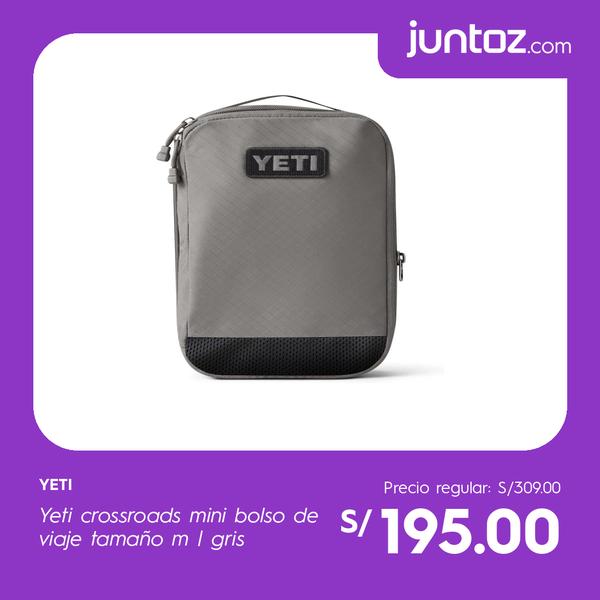 juntoz.com
YETI
YETI
Yeti crossroads mini bolso de
viaje tamaño m | gris
Precio regular: S/309.00
S/195.00